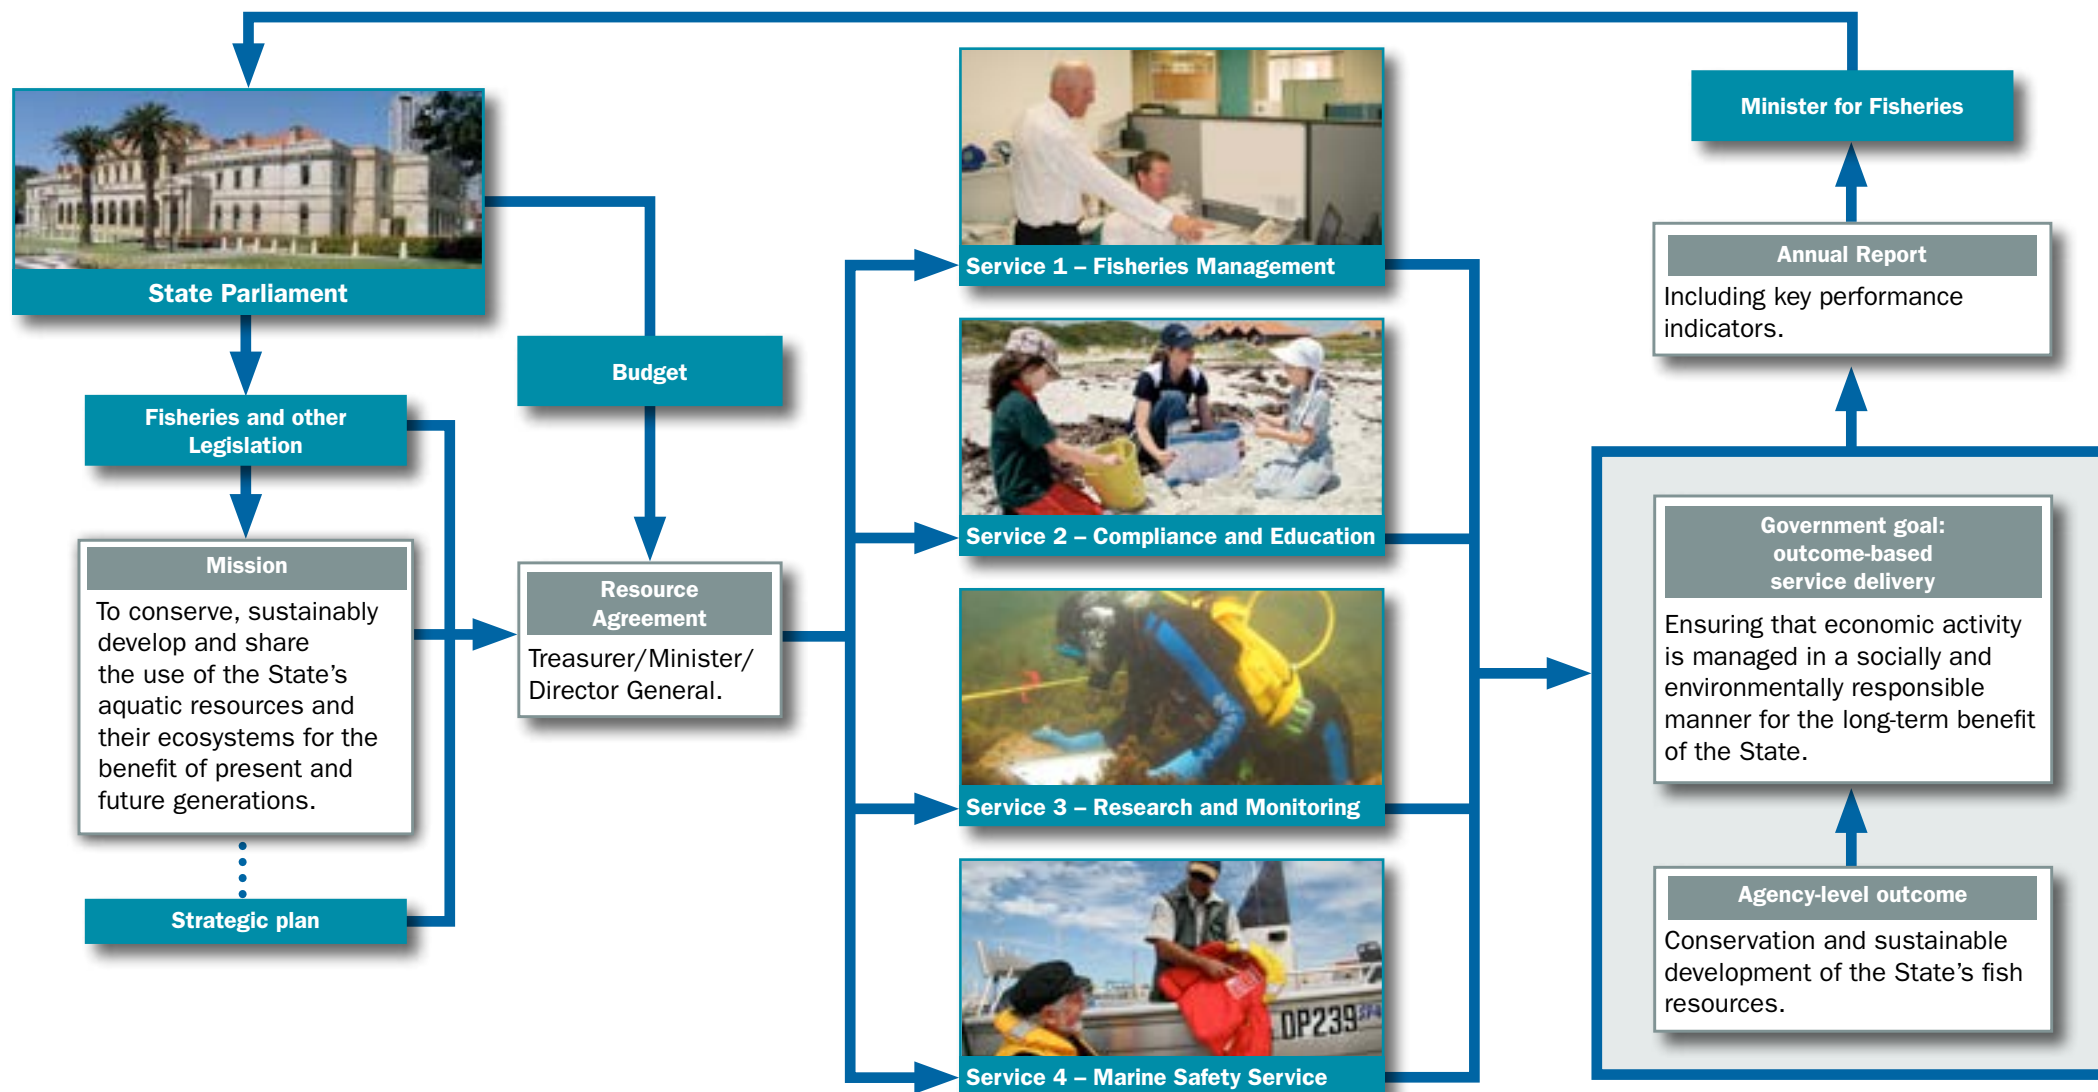 State Parliament
Fisheries and other
Legislation
Mission
To conserve, sustainably
develop and share
the use of the State's
aquatic resources and
their ecosystems for the
benefit of present and
future generations.
Strategic plan
Budget
Resource
Agreement
Treasurer/Minister/
Director General.
Service 1 – Fisheries Management
Service 2 – Compliance and Education
Service 3 – Research and Monitoring
DP239
Service 4 – Marine Safety Service
Minister for Fisheries
Annual Report
Including key performance
indicators.
Government goal:
outcome-based
service delivery
Ensuring that economic activity
is managed in a socially and
environmentally responsible
manner for the long-term benefit
of the State.
Agency-level outcome
Conservation and sustainable
development of the State's fish
resources.